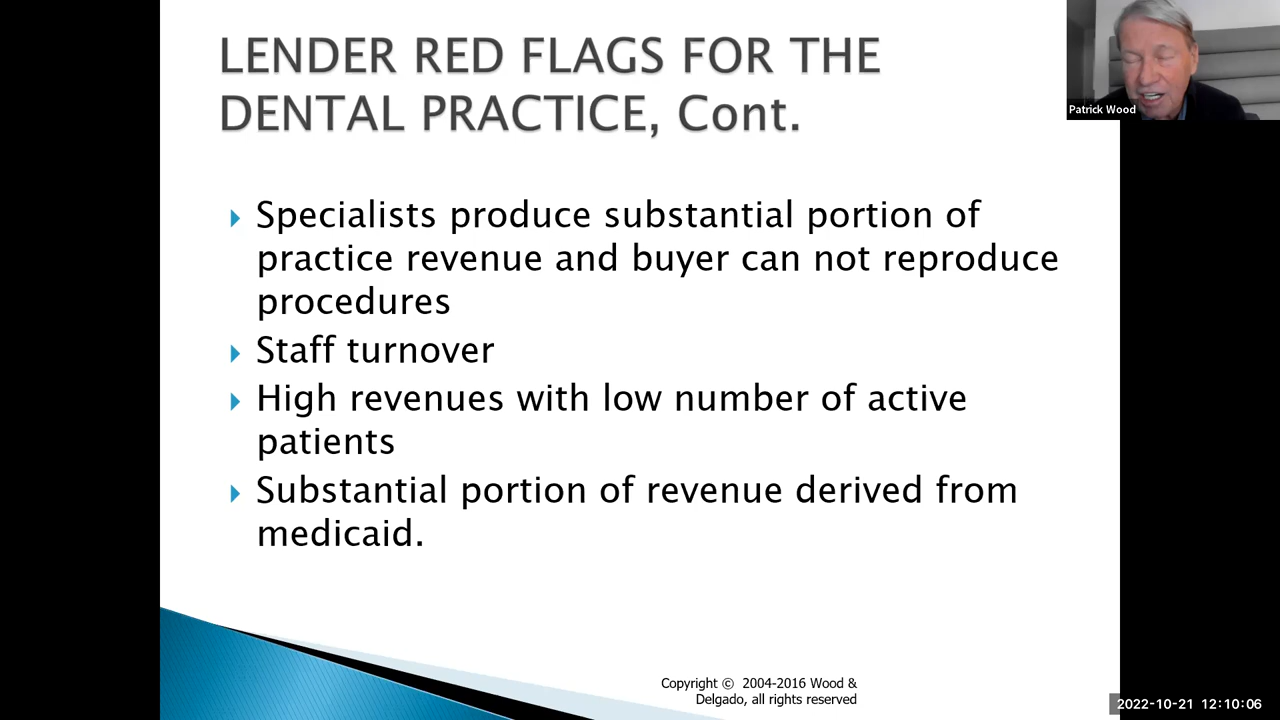 LENDER RED FLAGS FOR THE
DENTAL PRACTICE, Cont.
Patrick Wood
Specialists produce substantial portion of
practice revenue and buyer can not reproduce
procedures
Staff turnover
High revenues with low number of active
patients
Substantial portion of revenue derived from
medicaid.
Copyright © 2004-2016 Wood &
Delgado, all rights reserved
2022-10-21 12:10:06